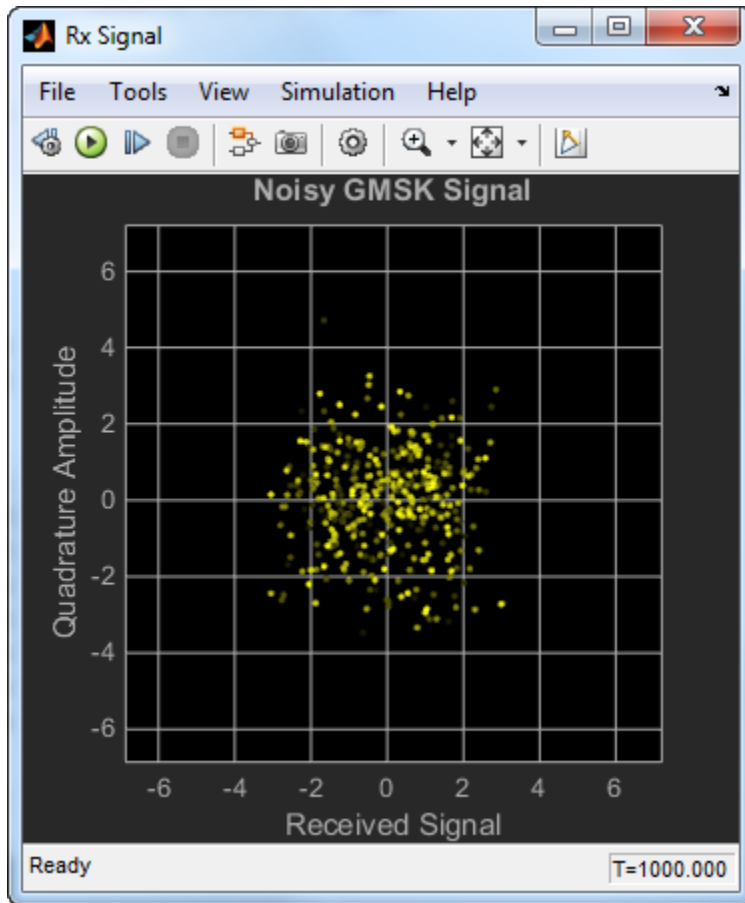 Rx Signal
File Tools View Simulation Help
Noisy GMSK Signal
Quadrature Amplitude
6
4
2
0
-2
-4
-6
-6 -4 -2 0 2 4 6
Received Signal
Ready T=1000.000